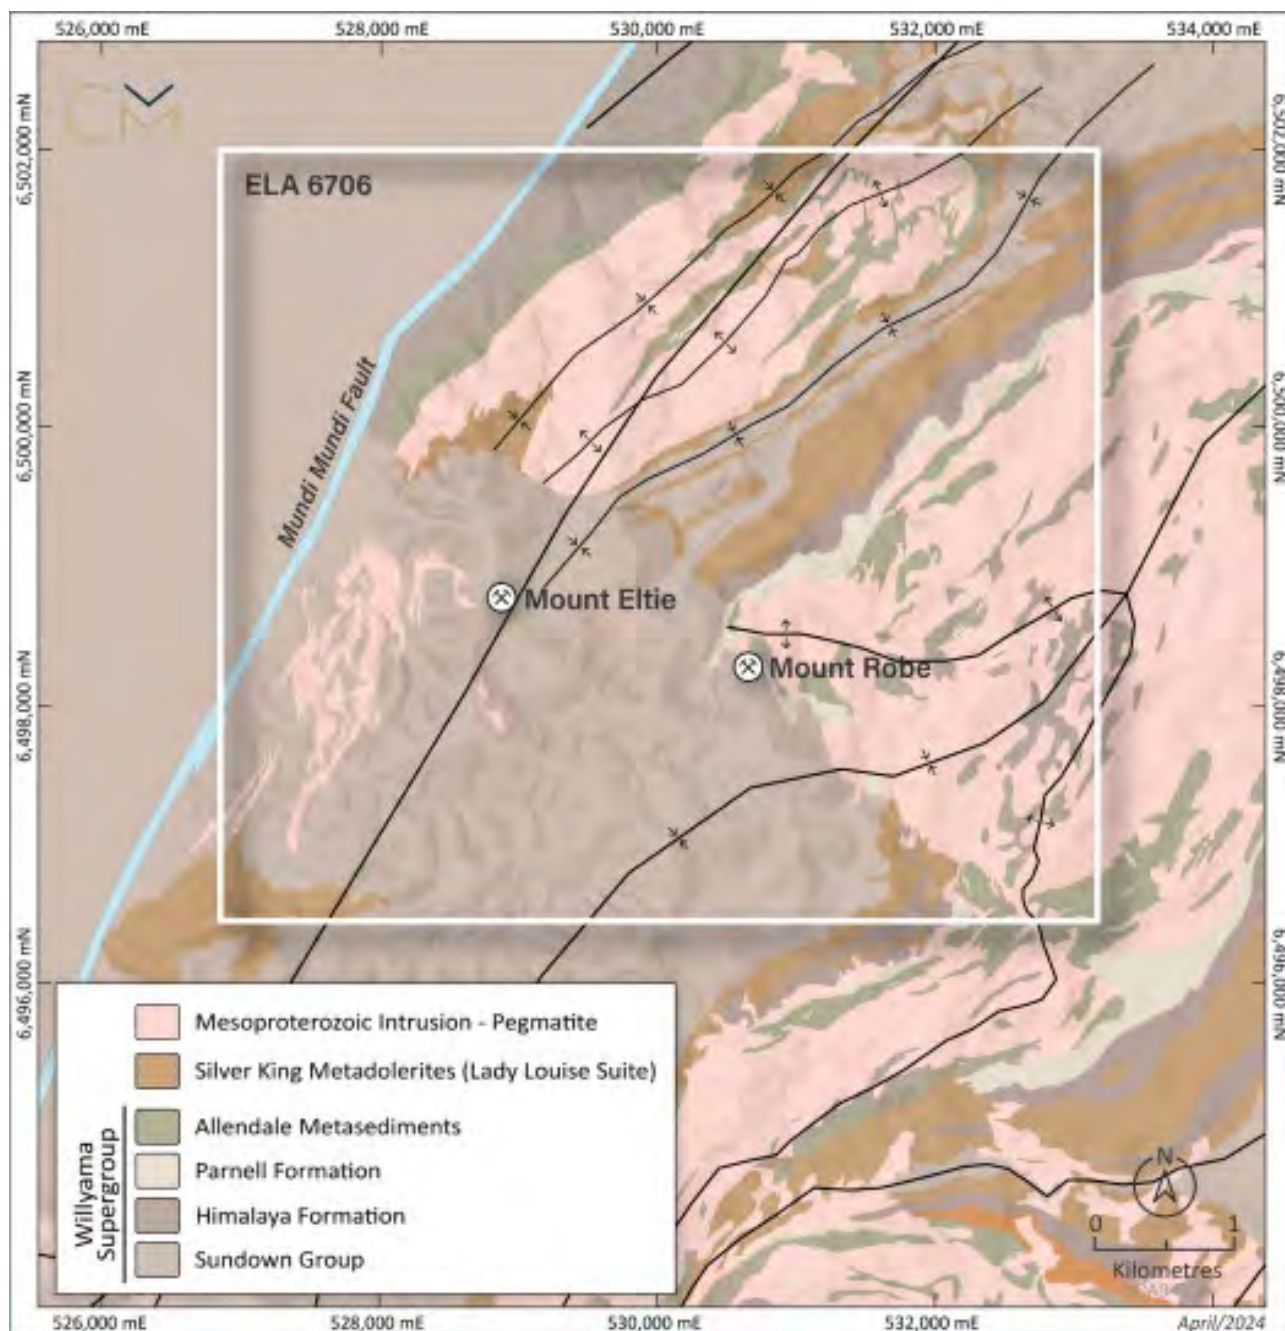 526,000 mE 528,000 mE 530,000 mE 532,000 mE 534,000 mE
CM
6,502,000 mN
6,502,000 mN
ELA 6706
Mundi Mundi Fault
6,500,000 mN
6,500,000 mN
Mount Eltie
Mount Robe
6,498,000 mN
6,498,000 mN
6,496,000 mN
6,496,000 mN
Mesoproterozoic Intrusion - Pegmatite
Silver King Metadolerites (Lady Louise Suite)
Willyama
Supergroup
Allendale Metasediments
Parnell Formation
Himalaya Formation
Sundown Group
N
0 1
Kilometres
526,000 mE 528,000 mE 530,000 mE 532,000 mE April/2024